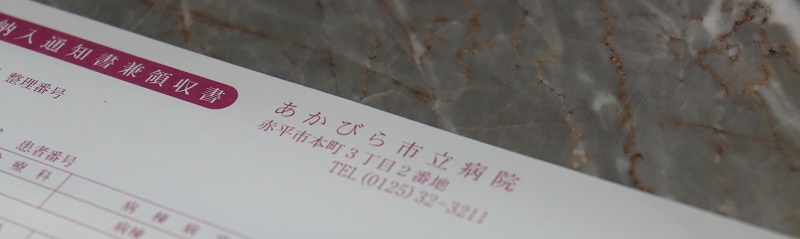 納入通知書兼領収書
整理番号
あかびら市立病院
赤平市本町3丁目2番地
TEL(0125)32-3211
患者番号
療科
病棟病
病棟